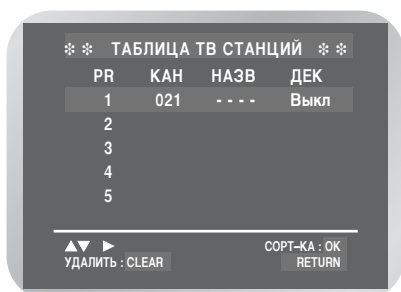 ❇ ❇ ТАБЛИЦА ТВ СТАНЦИЙ ❇ ❇
PR КАН НАЗВ ДЕК
1 021 - - - - Выкл
2
3
4
5
▲▼ ► СОРТ–КА : OK
УДАЛИТЬ : CLEAR RETURN